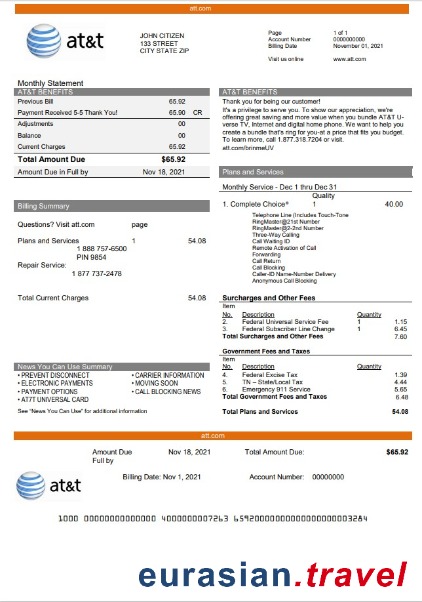 att.com
at&t
JOHN CITIZEN
133 STREET
CITY STATE ZIP
Page 1 of 1
Account Number 0000000000
Billing Date November 01, 2021
Visit us online www.att.com
Monthly Statement
AT&T BENEFITS
Previous Bill 65.92
Payment Received 5-5 Thank You! 65.90 CR
Adjustments 00
Balance 00
Current Charges 65.92
Total Amount Due $65.92
Amount Due in Full by Nov 18, 2021
AT&T BENEFITS
Thank you for being our customer!
It's a privilege to serve you. To show our appreciation, we're
offering great saving and more value when you bundle AT&T U-
verse TV, Internet and digital home phone. We want to help you
create a bundle that's ring for you-at a price that fits you budget.
To learn more, call 1.877.318.7204 or visit.
att.com/brinmeUV
Plans and Services
Monthly Service - Dec 1 thru Dec 31
Quality
1. Complete Choice* 1 40.00
Telephone Line (Includes Touch-Tone
RingMaster@21st Number
RingMaster@2-2nd Number
Three-Way Calling
Call Waiting ID
Remote Activation of Call
Forwarding
Call Return
Call Blocking
Caller-ID Name-Number Delivery
Anonymous Call Blocking
Billing Summary
Questions? Visit att.com page
Plans and Services 1 54.08
1 888 757-6500
PIN 9854
Repair Service:
1 877 737-2478
Total Current Charges 54.08
Surcharges and Other Fees
Item
No. Description Quantity
2. Federal Universal Service Fee 1 1.15
3. Federal Subscriber Line Change 1 6.45
Total Surcharges and Other Fees 7.60
Government Fees and Taxes
Item
No. Description Quantity
4. Federal Excise Tax 1.39
5. TN – State/Local Tax 4.44
6. Emergency 911 Service 5.65
Total Government Fees and Taxes 6.48
Total Plans and Services 54.08
News You Can Use Summary
• PREVENT DISCONNECT • CARRIER INFORMATION
• ELECTRONIC PAYMENTS • MOVING SOON
• PAYMENT OPTIONS • CALL BLOCKING NEWS
• AT7T UNIVERSAL CARD
See "News You Can Use" for additional information
att.com
Amount Due Nov 18, 2021 Total Amount Due: $65.92
Full by
at&t
Billing Date: Nov 1, 2021 Account Number: 00000000
eurasian.travel